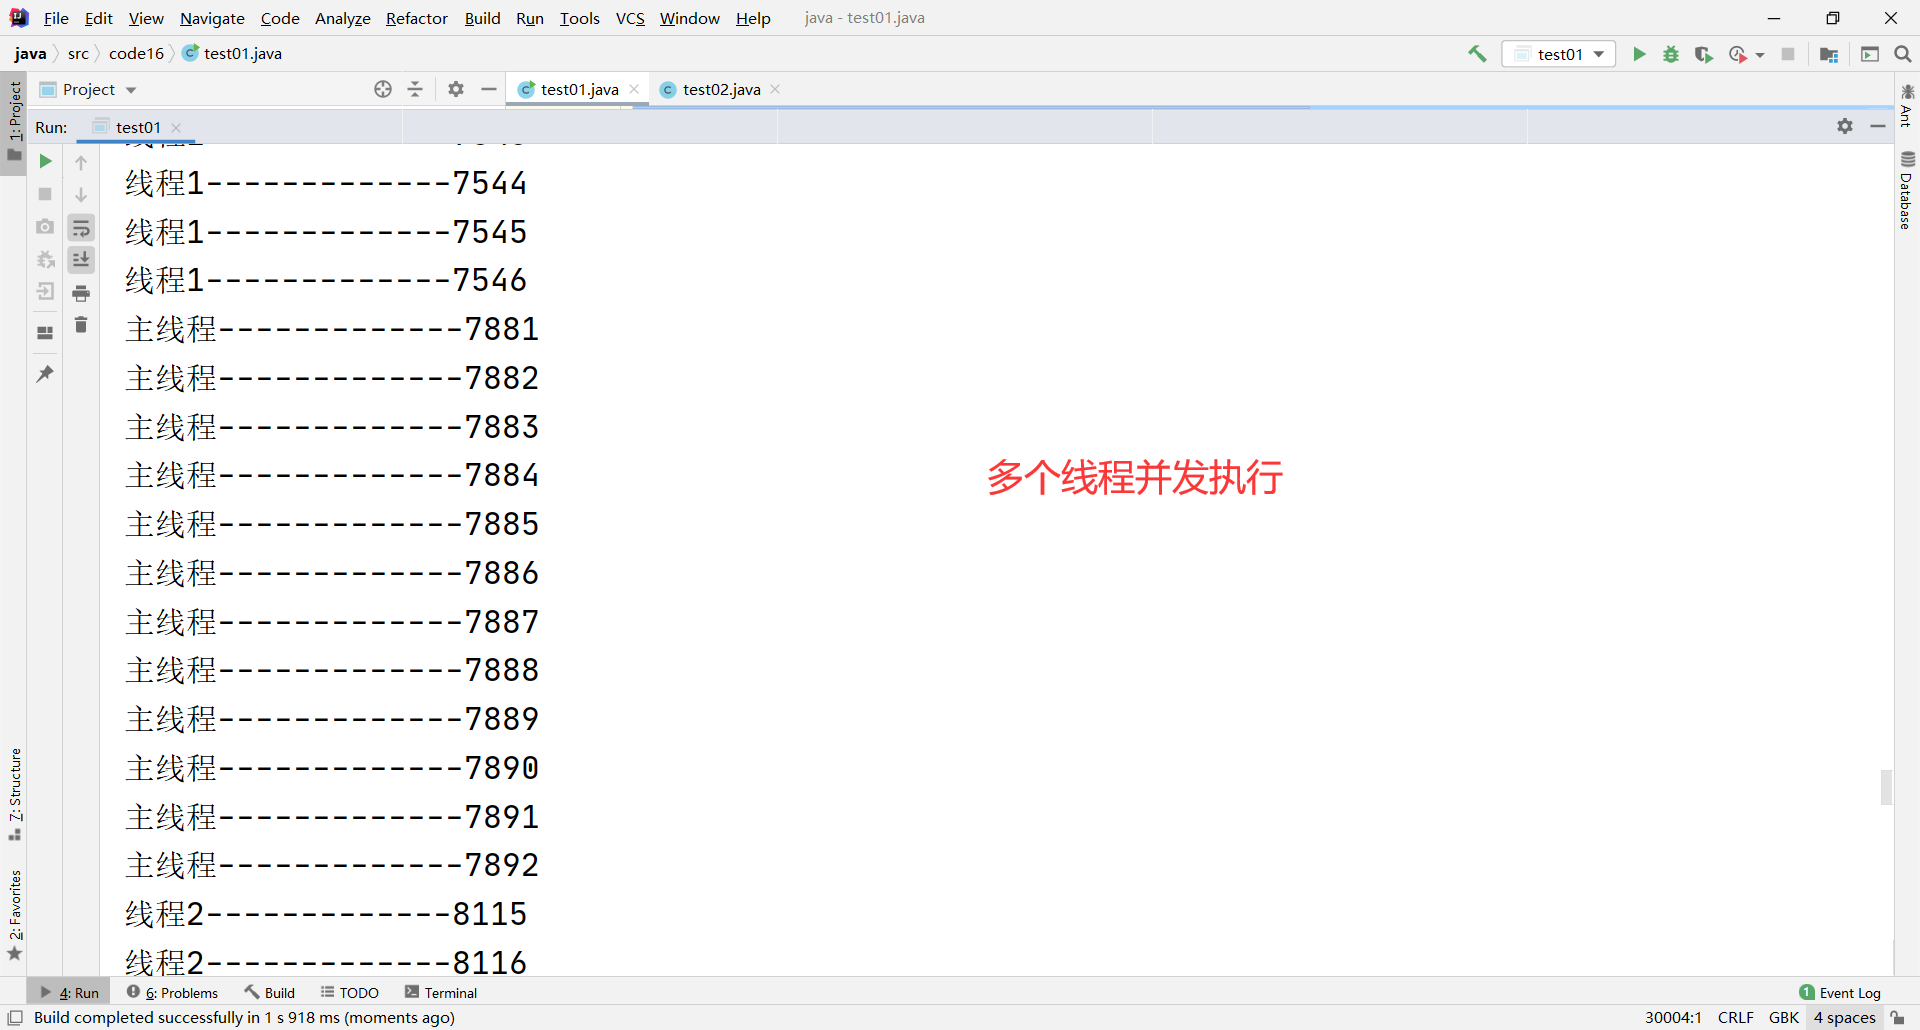 File Edit View Navigate Code Analyze Refactor Build Run Tools VCS Window Help java - test01.java
java src code16 test01.java test01
Project test01.java test02.java
Run: test01
线程1-------------7544
线程1-------------7545
线程1-------------7546
主线程-------------7881
主线程-------------7882
主线程-------------7883
主线程-------------7884
多个线程并发执行
主线程-------------7885
主线程-------------7886
主线程-------------7887
主线程-------------7888
主线程-------------7889
主线程-------------7890
主线程-------------7891
主线程-------------7892
线程2-------------8115
线程2-------------8116
1: Project
7: Structure
2: Favorites
Ant
Database
4: Run 6: Problems Build TODO Terminal 1 Event Log
Build completed successfully in 1 s 918 ms (moments ago) 30004:1 CRLF GBK 4 spaces